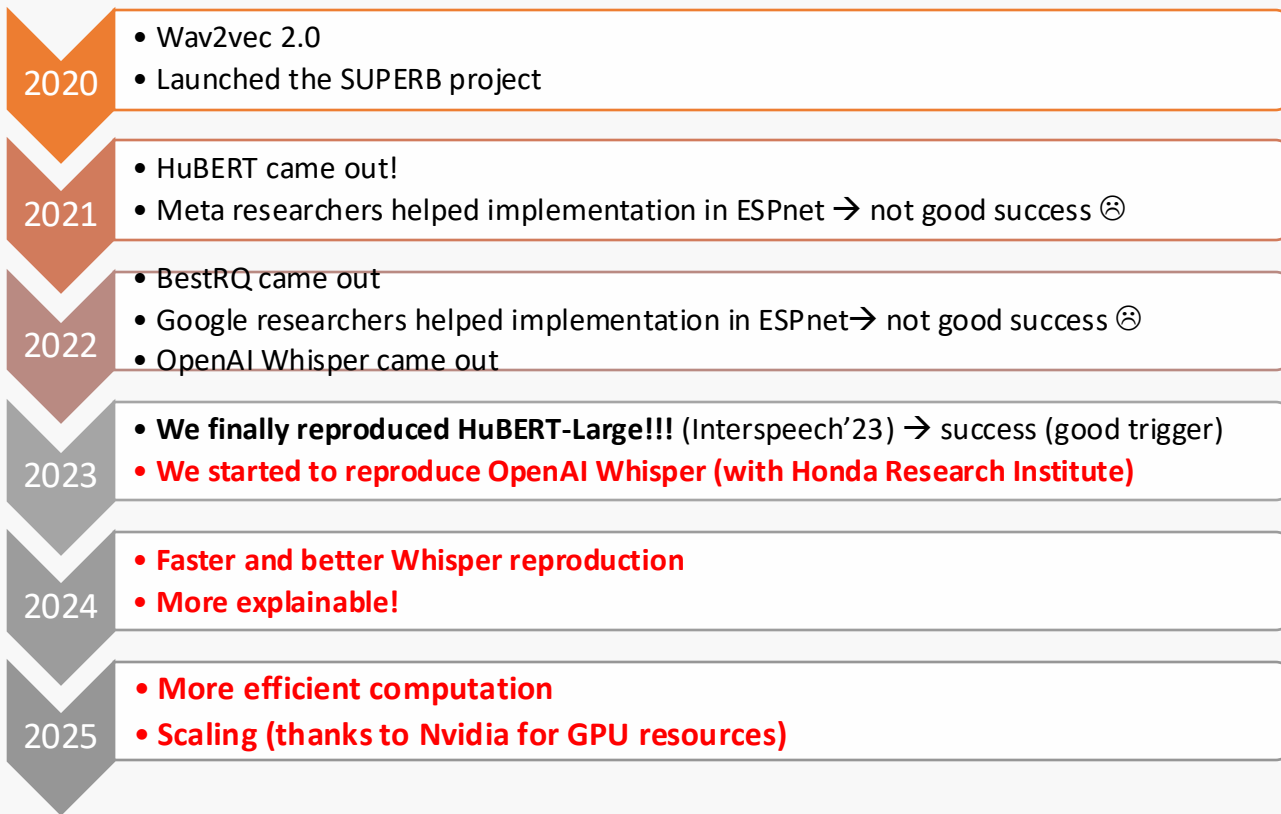 2020
• Wav2vec 2.0
• Launched the SUPERB project
2021
• HuBERT came out!
• Meta researchers helped implementation in ESPnet → not good success ☹
2022
• BestRQ came out
• Google researchers helped implementation in ESPnet→ not good success ☹
• OpenAI Whisper came out
2023
• We finally reproduced HuBERT-Large!!! (Interspeech’23) → success (good trigger)
• We started to reproduce OpenAI Whisper (with Honda Research Institute)
2024
• Faster and better Whisper reproduction
• More explainable!
2025
• More efficient computation
• Scaling (thanks to Nvidia for GPU resources)